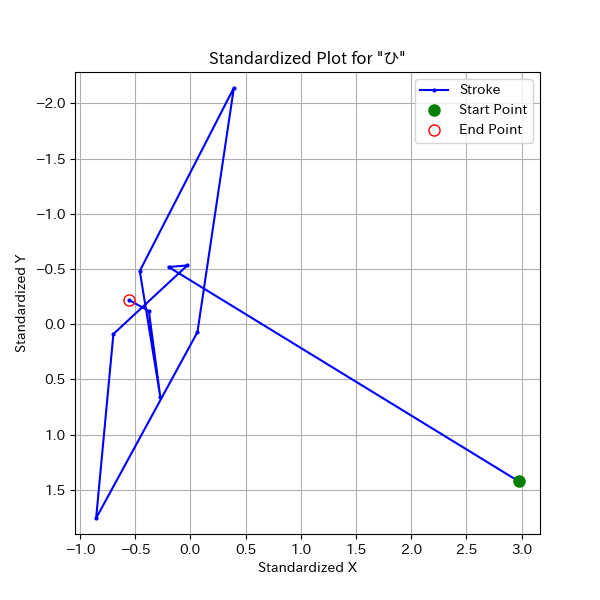 Standardized Plot for "ひ"
Stroke
Start Point
End Point
Standardized Y
−2.0
−1.5
−1.0
−0.5
0.0
0.5
1.0
1.5
−1.0 −0.5 0.0 0.5 1.0 1.5 2.0 2.5 3.0
Standardized X